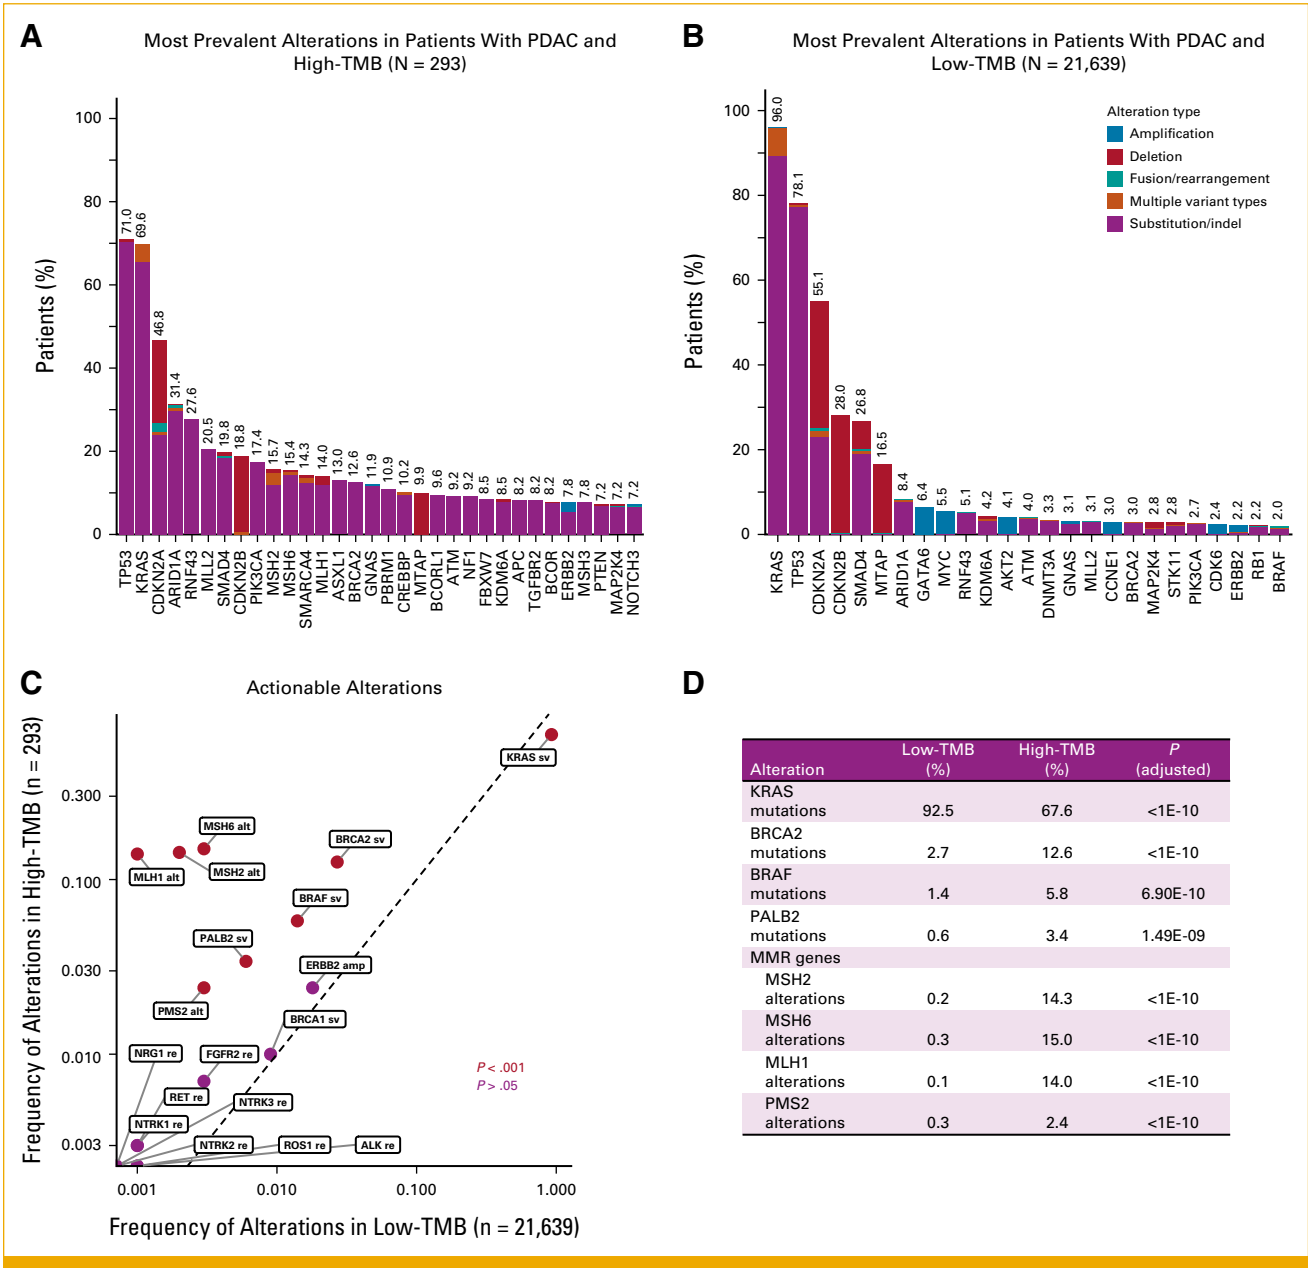 A
Most Prevalent Alterations in Patients With PDAC and
High-TMB (N = 293)
Patients (%)
100
80
60
40
20
0
71.0
69.6
46.8
31.4
27.6
20.5
19.8
18.8
17.4
15.7
15.4
14.3
14.0
13.0
12.6
11.9
10.9
10.2
9.9
9.6
9.2
9.2
8.5
8.5
8.2
8.2
8.2
7.8
7.8
7.2
7.2
7.2
TP53
KRAS
CDKN2A
ARID1A
RNF43
MLL2
SMAD4
CDKN2B
PIK3CA
MSH2
MSH6
SMARCA4
MLH1
ASXL1
BRCA2
GNAS
PBRM1
CREBBP
MTAP
BCORL1
ATM
NF1
FBXW7
KDM6A
APC
TGFBR2
BCOR
ERBB2
MSH3
PTEN
MAP2K4
NOTCH3
B
Most Prevalent Alterations in Patients With PDAC and
Low-TMB (N = 21,639)
Patients (%)
100
80
60
40
20
0
96.0
78.1
55.1
28.0
26.8
16.5
8.4
6.4
5.5
5.1
4.2
4.1
4.0
3.3
3.1
3.1
3.0
3.0
2.8
2.8
2.7
2.4
2.2
2.2
2.0
KRAS
TP53
CDKN2A
CDKN2B
SMAD4
MTAP
ARID1A
GATA6
MYC
RNF43
KDM6A
AKT2
ATM
DNMT3A
GNAS
MLL2
CCNE1
BRCA2
MAP2K4
STK11
PIK3CA
CDK6
ERBB2
RB1
BRAF
Alteration type
Amplification
Deletion
Fusion/rearrangement
Multiple variant types
Substitution/indel
C
Actionable Alterations
Frequency of Alterations in High-TMB (n = 293)
0.300
0.100
0.030
0.010
0.003
KRAS sv
MSH6 alt
BRCA2 sv
MLH1 alt
MSH2 alt
BRAF sv
PALB2 sv
ERBB2 amp
PMS2 alt
BRCA1 sv
NRG1 re
FGFR2 re
RET re
NTRK3 re
NTRK1 re
NTRK2 re
ROS1 re
ALK re
P < .001
P > .05
0.001
0.010
0.100
1.000
Frequency of Alterations in Low-TMB (n = 21,639)
D
Alteration Low-TMB (%) High-TMB (%) P (adjusted)
KRAS
mutations 92.5 67.6 <1E-10
BRCA2
mutations 2.7 12.6 <1E-10
BRAF
mutations 1.4 5.8 6.90E-10
PALB2
mutations 0.6 3.4 1.49E-09
MMR genes
MSH2
alterations 0.2 14.3 <1E-10
MSH6
alterations 0.3 15.0 <1E-10
MLH1
alterations 0.1 14.0 <1E-10
PMS2
alterations 0.3 2.4 <1E-10